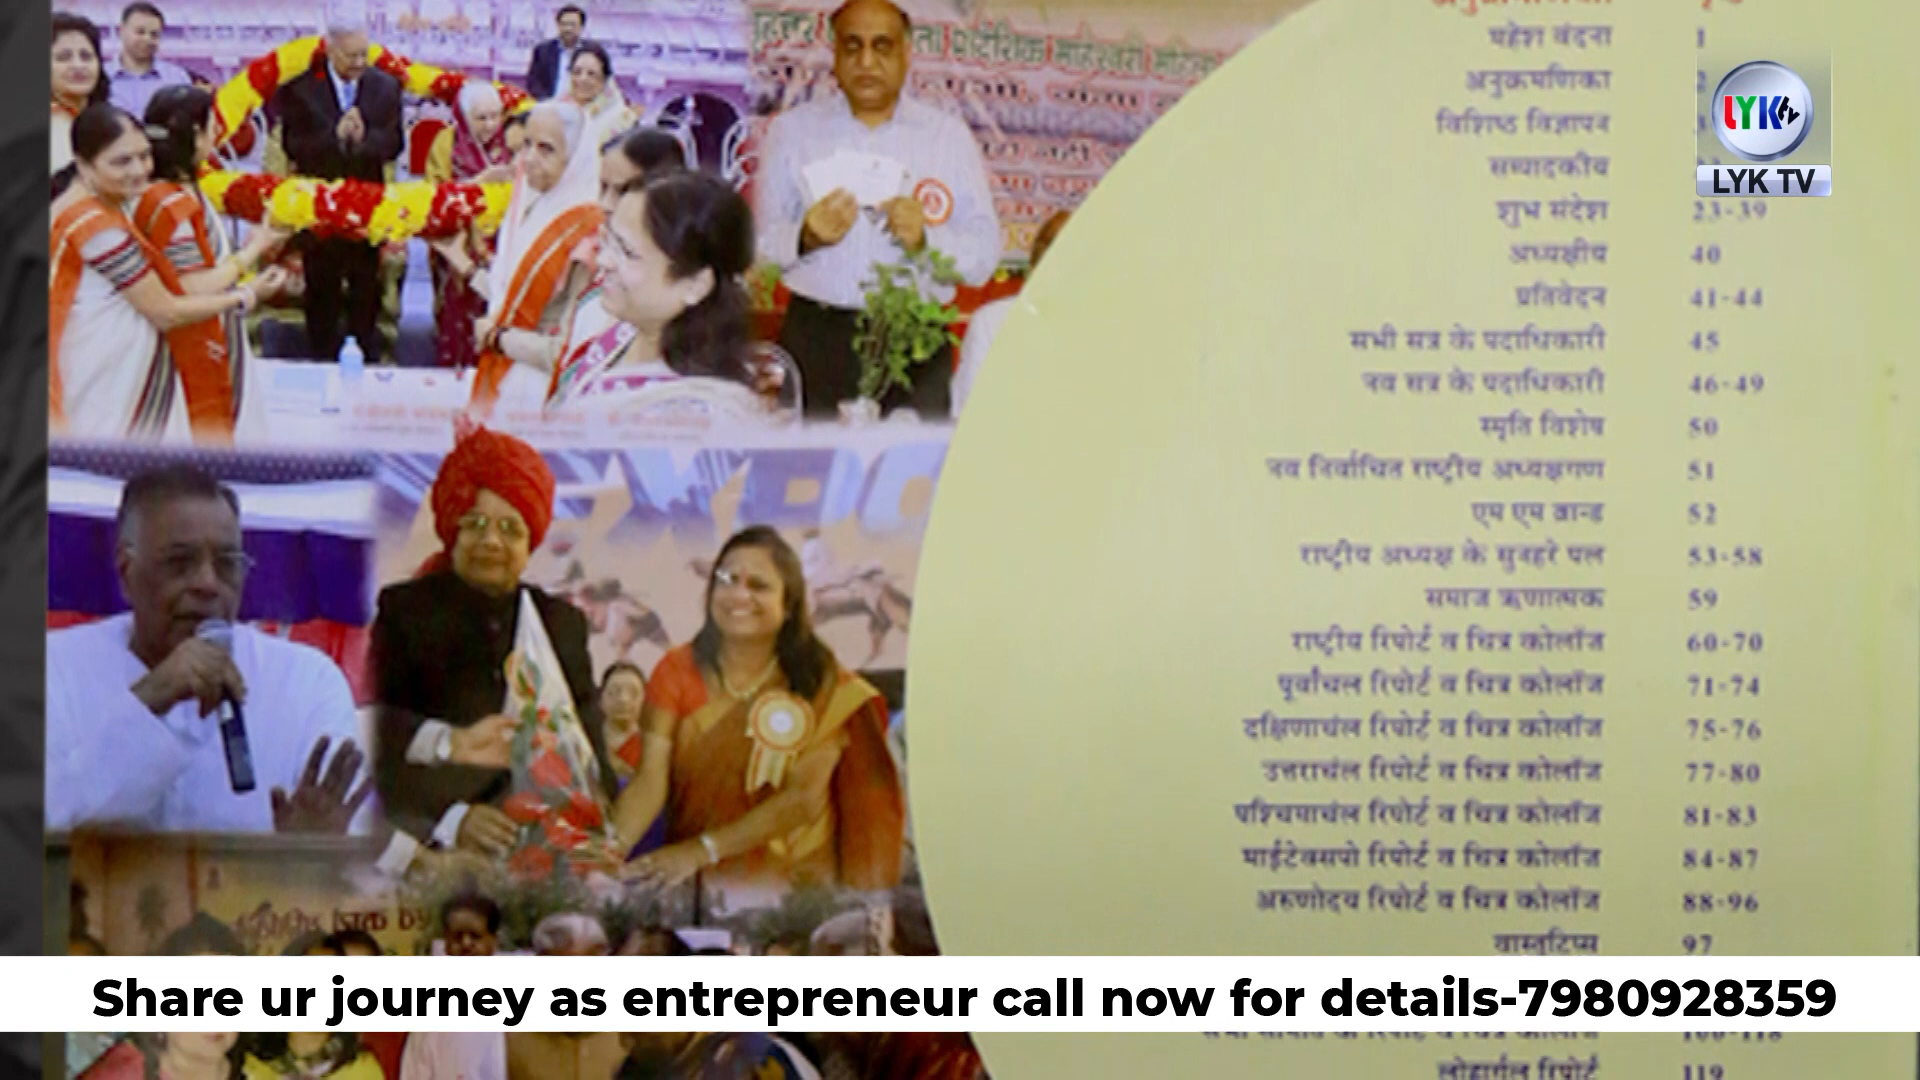 प्रादेशिक माहेश्वरी
महेश वंदना 1
अनुक्रमणिका 2
विशिष्ठ विज्ञापन
सम्पादकीय
शुभ संदेश 23-39
अध्यक्षीय 40
प्रतिवेदन 41-44
सभी सत्र के पदाधिकारी 45
नव सत्र के पदाधिकारी 46-49
स्मृति विशेष 50
नव निर्वाचित राष्ट्रीय अध्यक्षगण 51
एम एम ब्रान्ड 52
राष्ट्रीय अध्यक्ष के सुनहरे पल 53-58
समाज ऋणात्मक 59
राष्ट्रीय रिपोर्ट व चित्र कोलॉज 60-70
पूर्वांचल रिपोर्ट व चित्र कोलॉज 71-74
दक्षिणाचंल रिपोर्ट व चित्र कोलॉज 75-76
उत्तराचंल रिपोर्ट व चित्र कोलॉज 77-80
पश्चिमाचंल रिपोर्ट व चित्र कोलॉज 81-83
माईटेक्सपो रिपोर्ट व चित्र कोलॉज 84-87
अरुणोदय रिपोर्ट व चित्र कोलॉज 88-96
वास्तुटिप्स 97
लोहार्गल रिपोर्ट 119
LYK tv
LYK TV
Share ur journey as entrepreneur call now for details-7980928359